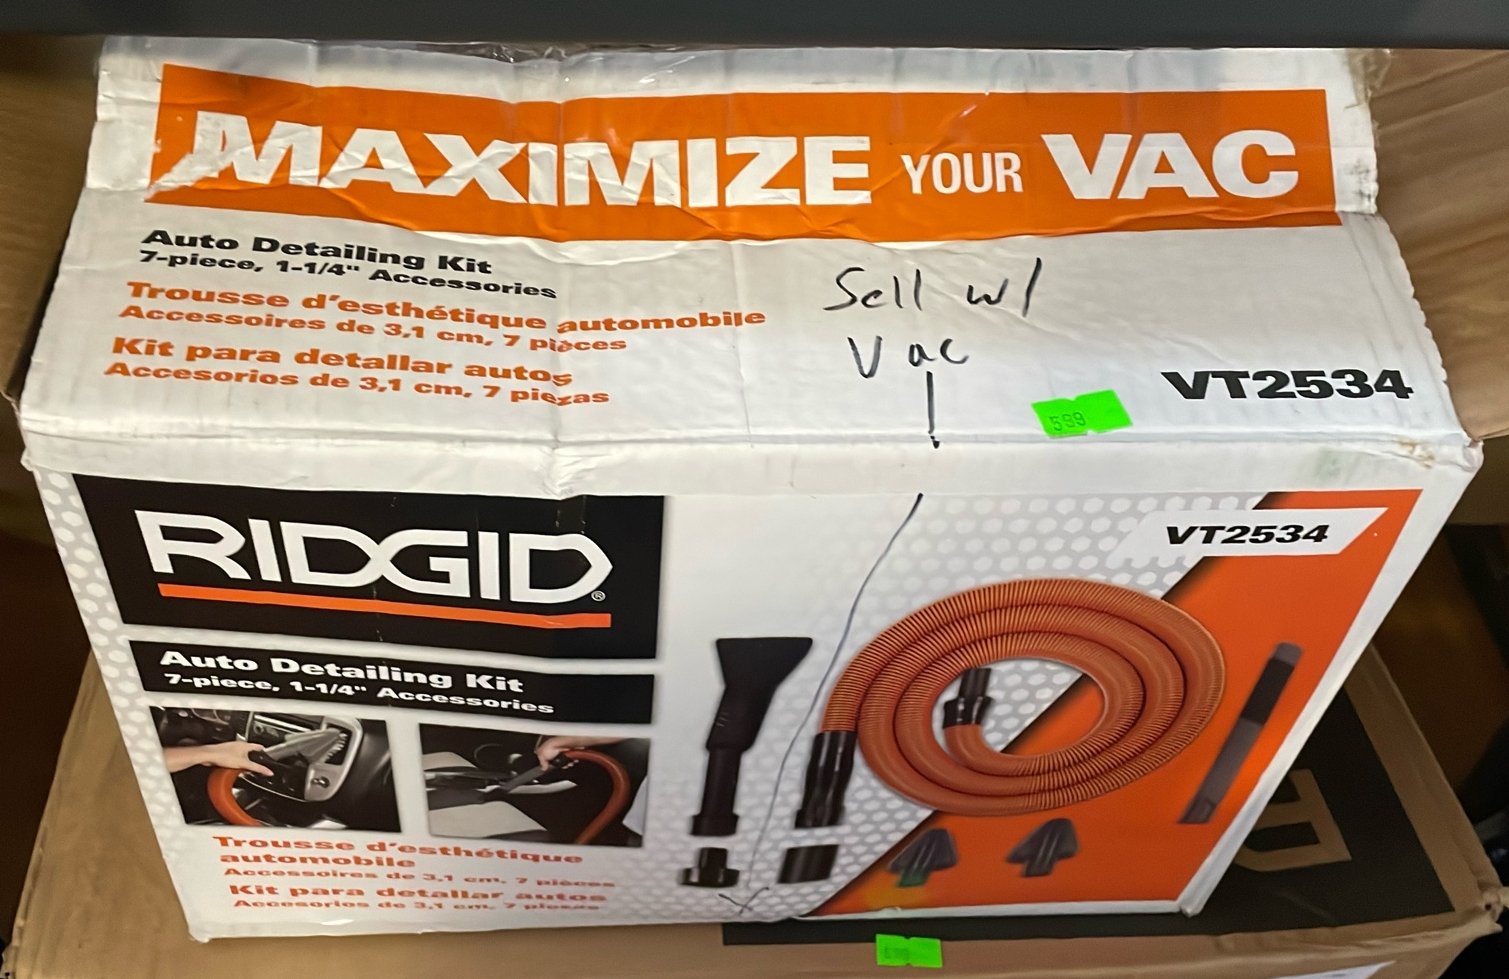 MAXIMIZE YOUR VAC
Auto Detailing Kit
7-piece, 1-1/4" Accessories
Trousse d'esthétique automobile
Accessoires de 3,1 cm, 7 pièces
Kit para detallar autos
Accesorios de 3,1 cm, 7 piezas
Sell w/
Vac
!
VT2534
599
RIDGID®
VT2534
Auto Detailing Kit
7-piece, 1-1/4" Accessories
Trousse d'esthétique
automobile
Accessoires de 3,1 cm, 7 pièces
Kit para detallar autos
Accesorios de 3,1 cm, 7 piezas